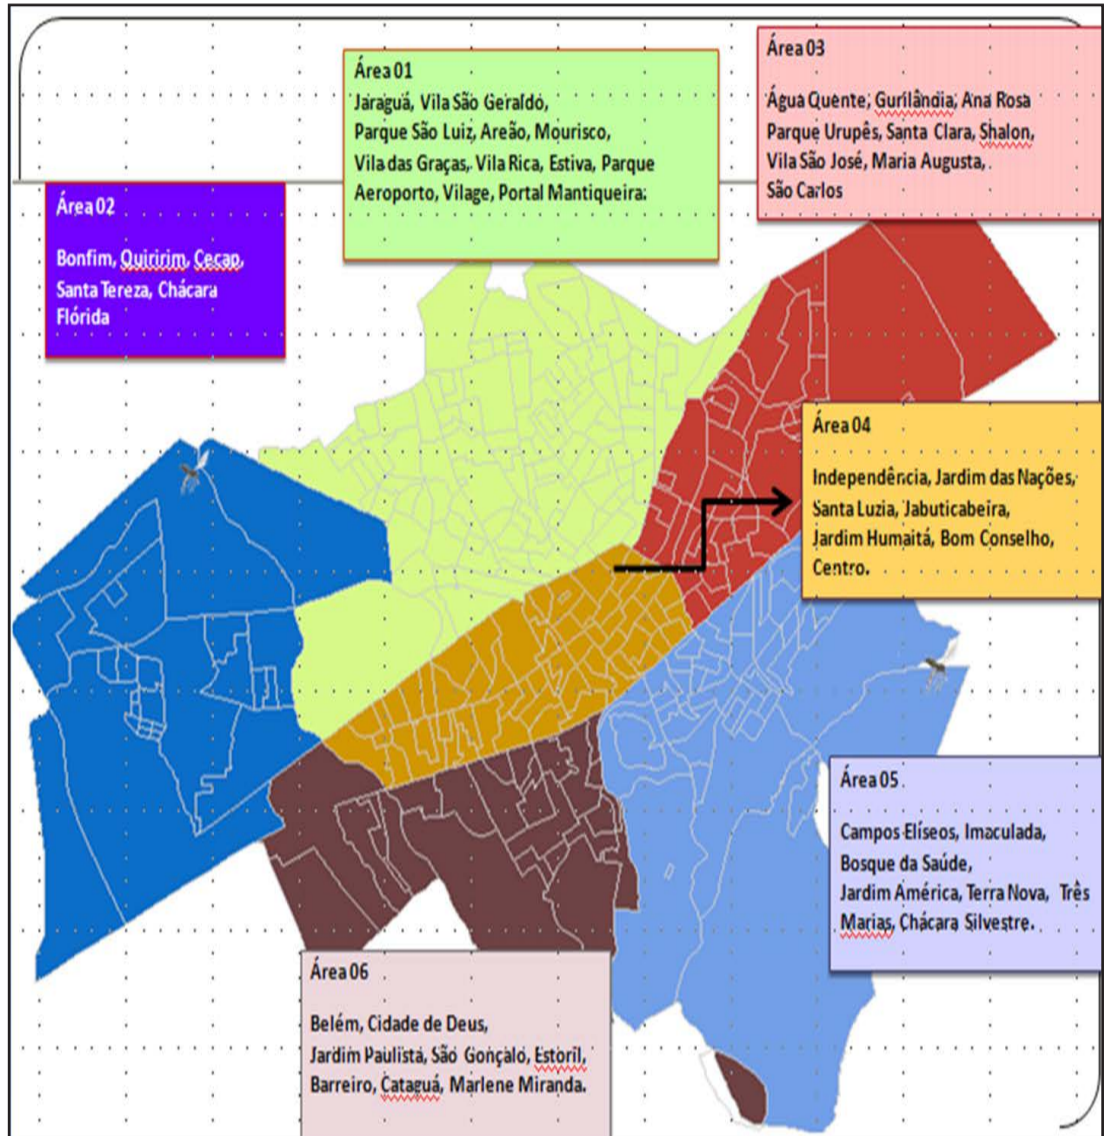 Área 01
Jaraguá, Vila São Geraldo,
Parque São Luiz, Areão, Mourisco,
Vila das Graças, Vila Rica, Estiva, Parque
Aeroporto, Vilage, Portal Mantiqueira.
Área 03
Água Quente, Gurilândia, Ana Rosa
Parque Urupês, Santa Clara, Shalon,
Vila São José, Maria Augusta,
São Carlos
Área 02
Bonfim, Quiririm, Cecap,
Santa Tereza, Chácara
Flórida
Área 04
Independência, Jardim das Nações,
Santa Luzia, Jabuticabeira,
Jardim Humaitá, Bom Conselho,
Centro.
Área 05
Campos Elíseos, Imaculada,
Bosque da Saúde,
Jardim América, Terra Nova, Três
Marias, Chácara Silvestre.
Área 06
Belém, Cidade de Deus,
Jardim Paulista, São Gonçalo, Estoril,
Barreiro, Cataguá, Marlene Miranda.